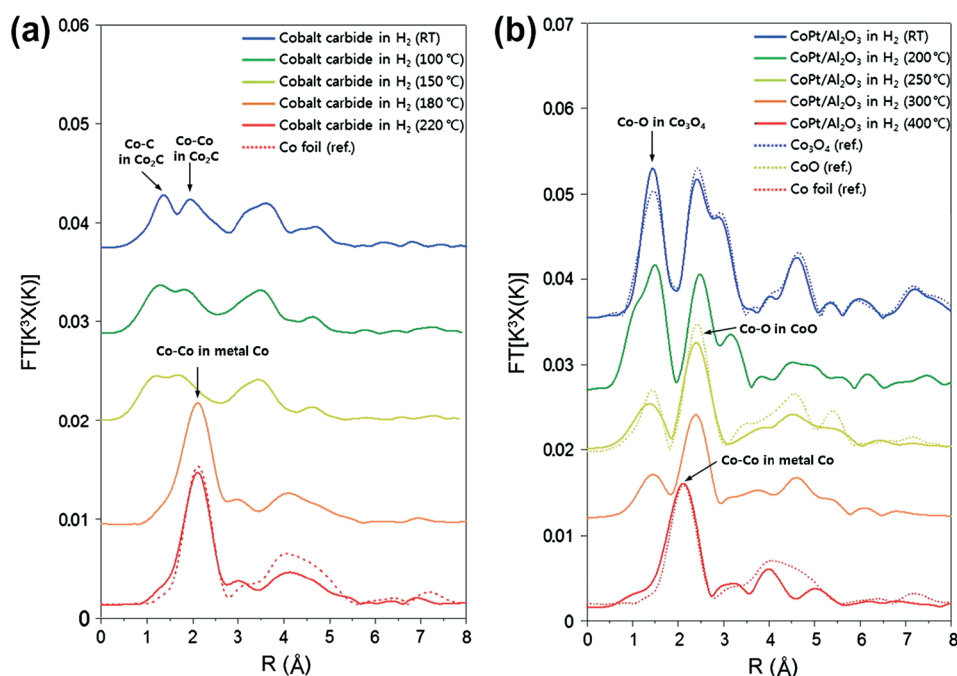 (a)
0.06
0.05
0.04
0.03
0.02
0.01
0
FT[K³X(K)]
Cobalt carbide in H₂ (RT)
Cobalt carbide in H₂ (100℃)
Cobalt carbide in H₂ (150℃)
Cobalt carbide in H₂ (180℃)
Cobalt carbide in H₂ (220℃)
Co foil (ref.)
Co-C
in Co₂C
Co-Co
in Co₂C
Co-Co in metal Co
0 1 2 3 4 5 6 7 8
R (Å)
(b)
0.07
0.06
0.05
0.04
0.03
0.02
0.01
0
FT[K³X(K)]
CoPt/Al₂O₃ in H₂ (RT)
CoPt/Al₂O₃ in H₂ (200℃)
CoPt/Al₂O₃ in H₂ (250℃)
CoPt/Al₂O₃ in H₂ (300℃)
CoPt/Al₂O₃ in H₂ (400℃)
Co₃O₄ (ref.)
CoO (ref.)
Co foil (ref.)
Co-O in Co₃O₄
Co-O in CoO
Co-Co in metal Co
0 1 2 3 4 5 6 7 8
R (Å)